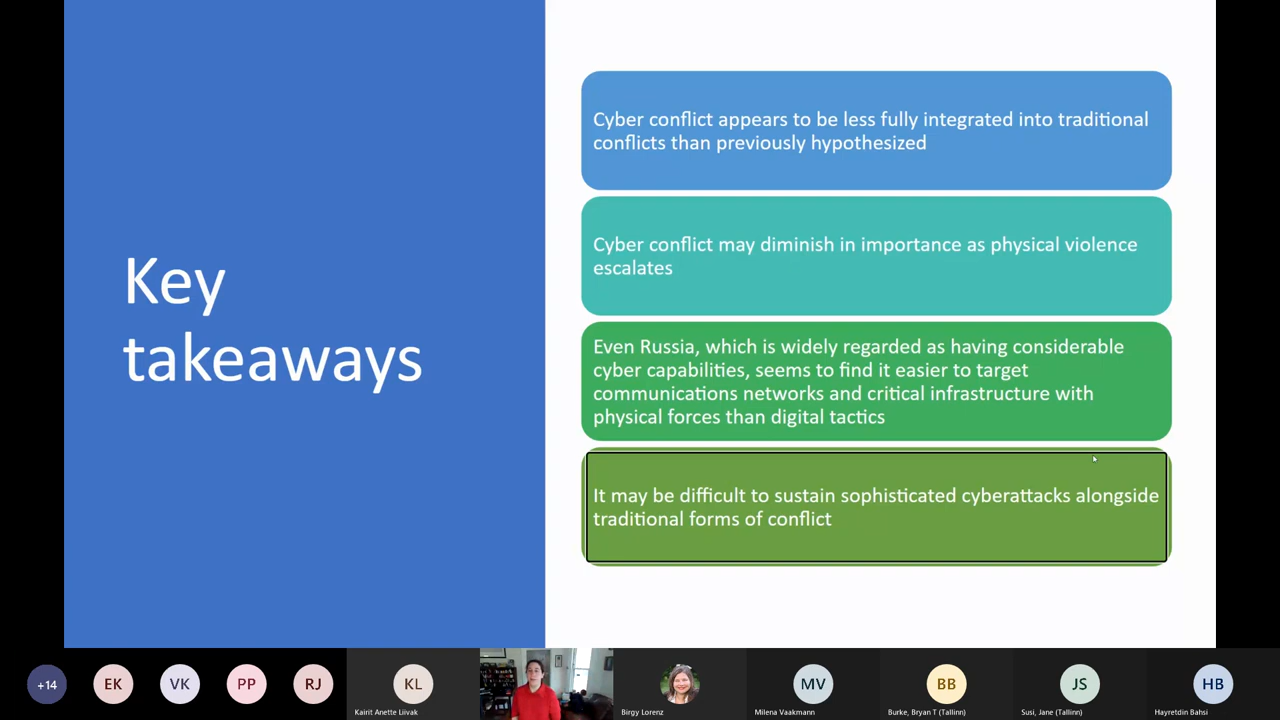 Key
takeaways
Cyber conflict appears to be less fully integrated into traditional
conflicts than previously hypothesized
Cyber conflict may diminish in importance as physical violence
escalates
Even Russia, which is widely regarded as having considerable
cyber capabilities, seems to find it easier to target
communications networks and critical infrastructure with
physical forces than digital tactics
It may be difficult to sustain sophisticated cyberattacks alongside
traditional forms of conflict
+14
EK
VK
PP
RJ
KL
Kairit Anette Liivak
Birgy Lorenz
MV
Milena Vaakmann
BB
Burke, Bryan T (Tallinn)
JS
Susi, Jane (Tallinn)
HB
Hayretdin Bahsi